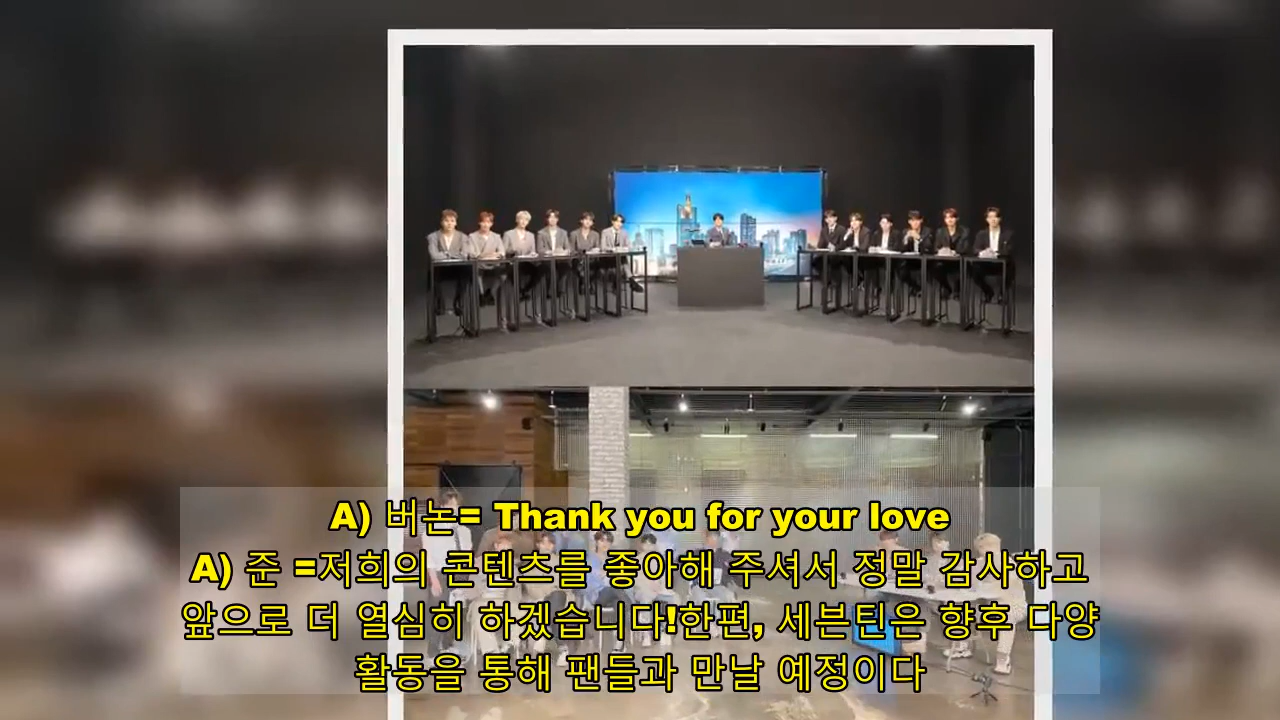 A) 버논= Thank you for your love
A) 준 =저희의 콘텐츠를 좋아해 주셔서 정말 감사하고
앞으로 더 열심히 하겠습니다!한편, 세븐틴은 향후 다양
활동을 통해 팬들과 만날 예정이다